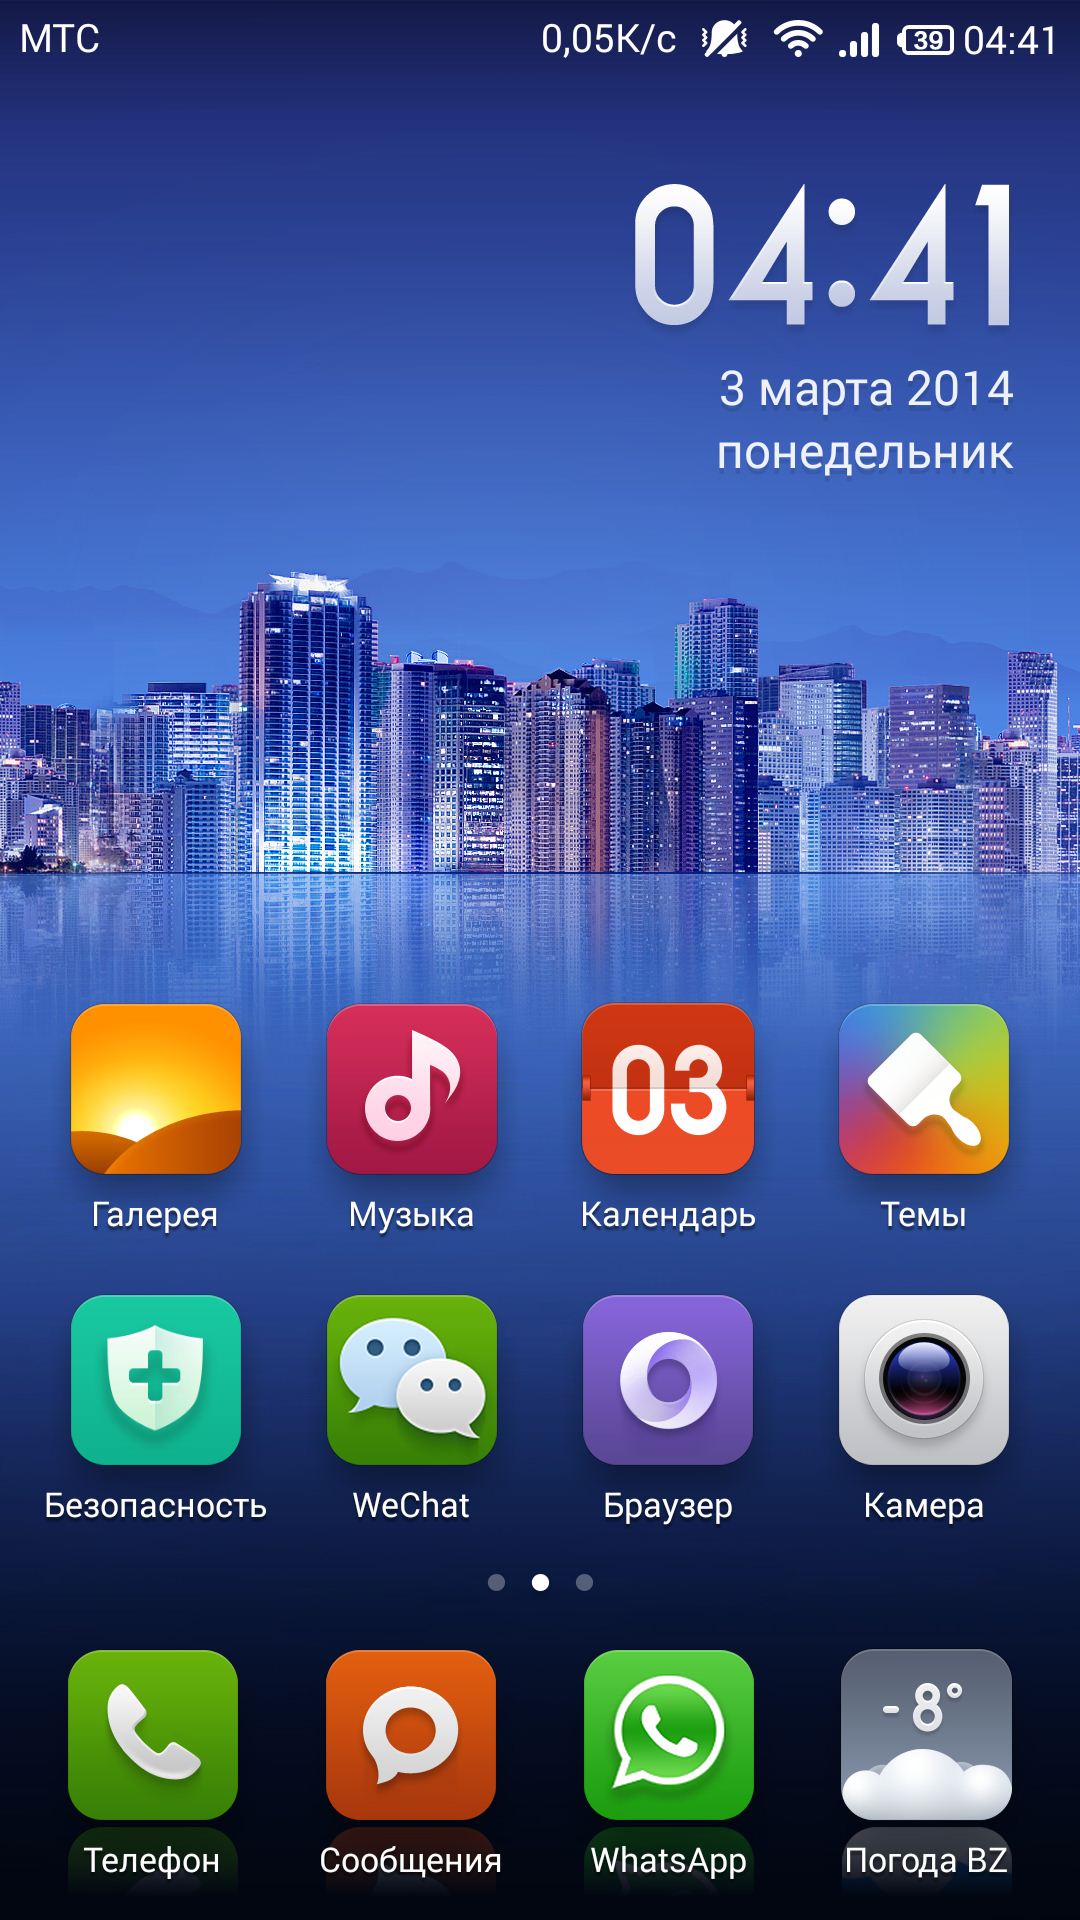 МТС 0,05К/с 39 04:41
04:41
3 марта 2014
понедельник
03
Галерея Музыка Календарь Темы
Безопасность WeChat Браузер Камера
-8°
Телефон Сообщения WhatsApp Погода BZ